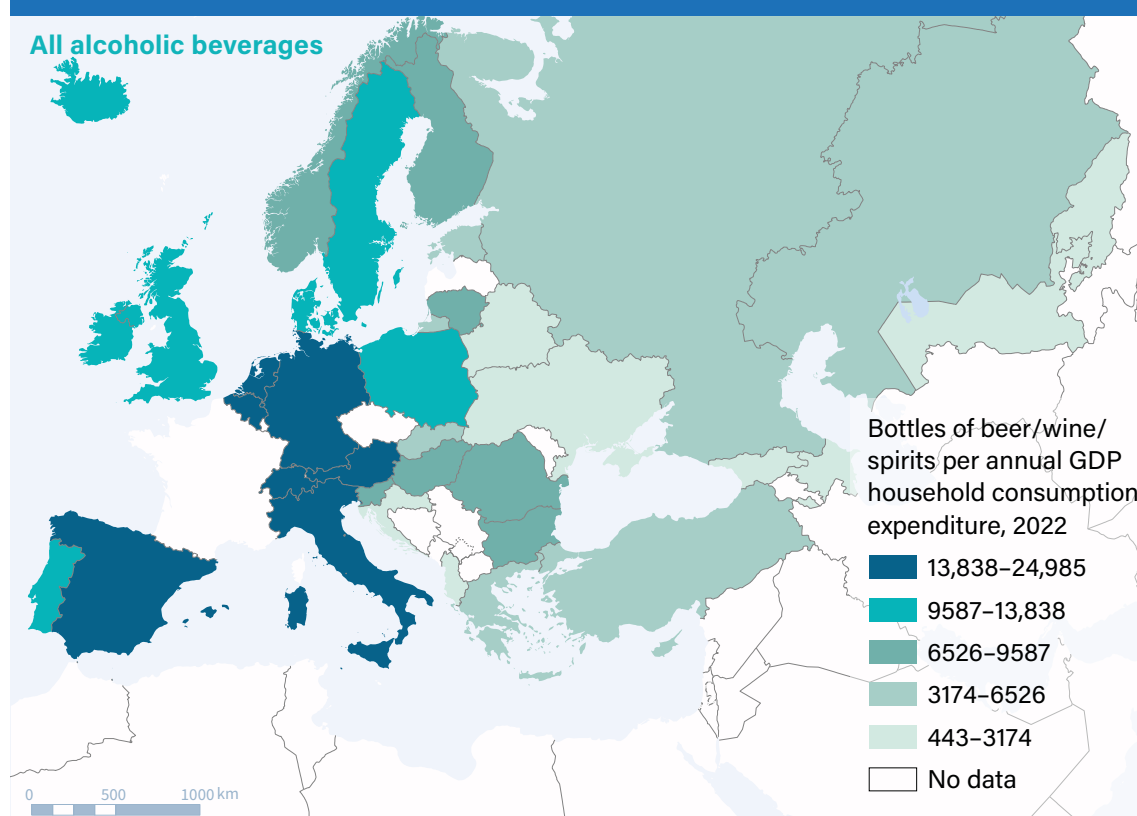 All alcoholic beverages
Bottles of beer/wine/
spirits per annual GDP
household consumption
expenditure, 2022
13,838–24,985
9587–13,838
6526–9587
3174–6526
443–3174
No data
0 500 1000 km